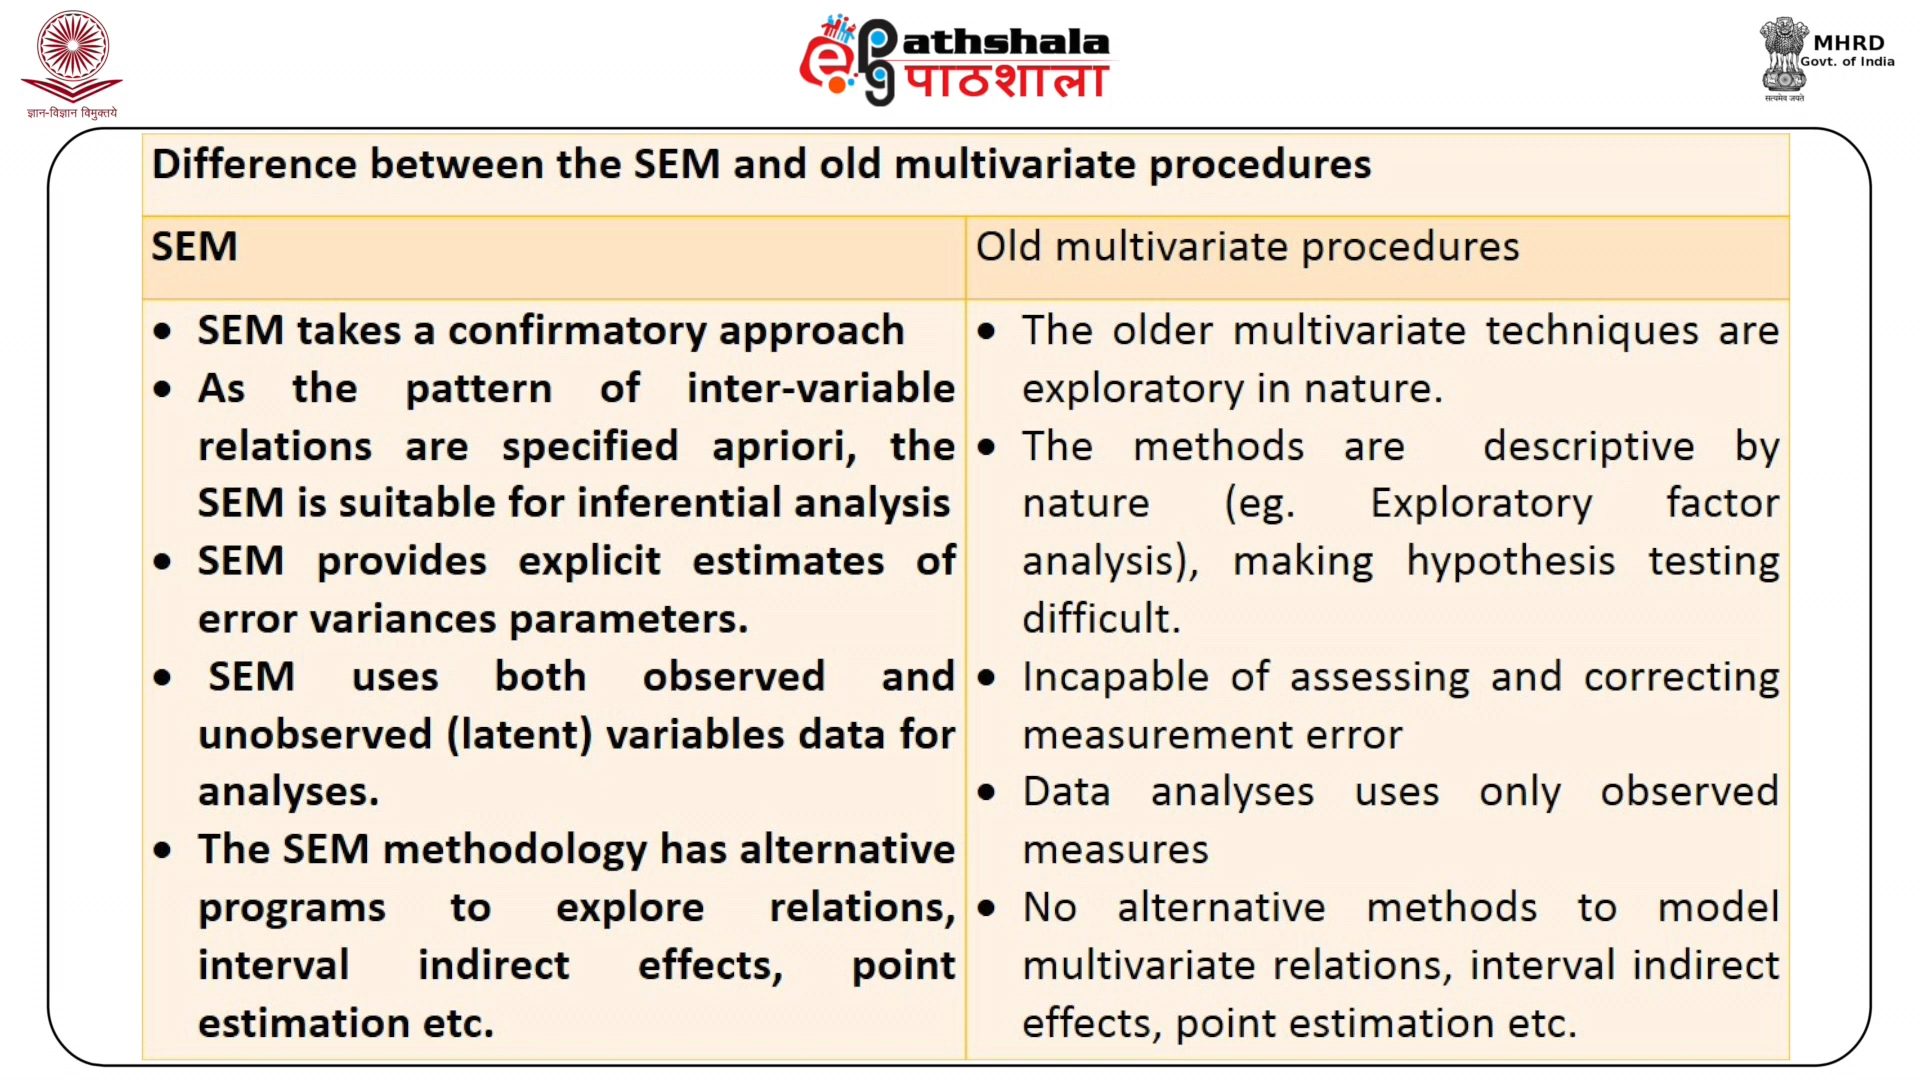 ज्ञान-विज्ञान विमुक्तये
ePG
athshala
पाठशाला
MHRD
Govt. of India
सत्यमेव जयते
Difference between the SEM and old multivariate procedures
SEM
Old multivariate procedures
• SEM takes a confirmatory approach
• As the pattern of inter-variable
relations are specified apriori, the
SEM is suitable for inferential analysis
• SEM provides explicit estimates of
error variances parameters.
• SEM uses both observed and
unobserved (latent) variables data for
analyses.
• The SEM methodology has alternative
programs to explore relations,
interval indirect effects, point
estimation etc.
• The older multivariate techniques are
exploratory in nature.
• The methods are descriptive by
nature (eg. Exploratory factor
analysis), making hypothesis testing
difficult.
• Incapable of assessing and correcting
measurement error
• Data analyses uses only observed
measures
• No alternative methods to model
multivariate relations, interval indirect
effects, point estimation etc.